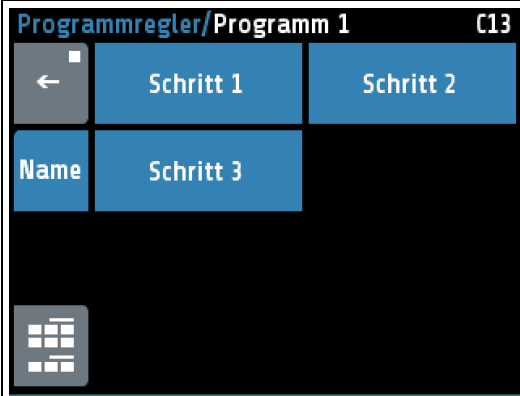 Programmregler/Programm 1 C13
← Schritt 1 Schritt 2
Name Schritt 3